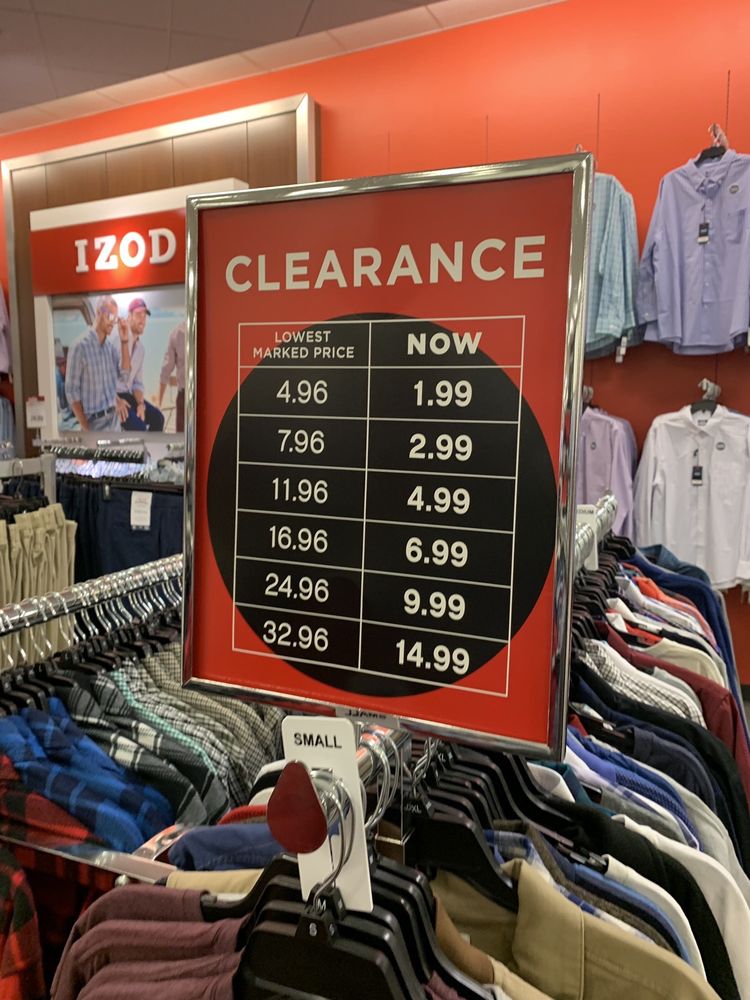 IZOD
CLEARANCE
LOWEST
MARKED PRICE
NOW
4.96 1.99
7.96 2.99
11.96 4.99
16.96 6.99
24.96 9.99
32.96 14.99
SMALL
M
S